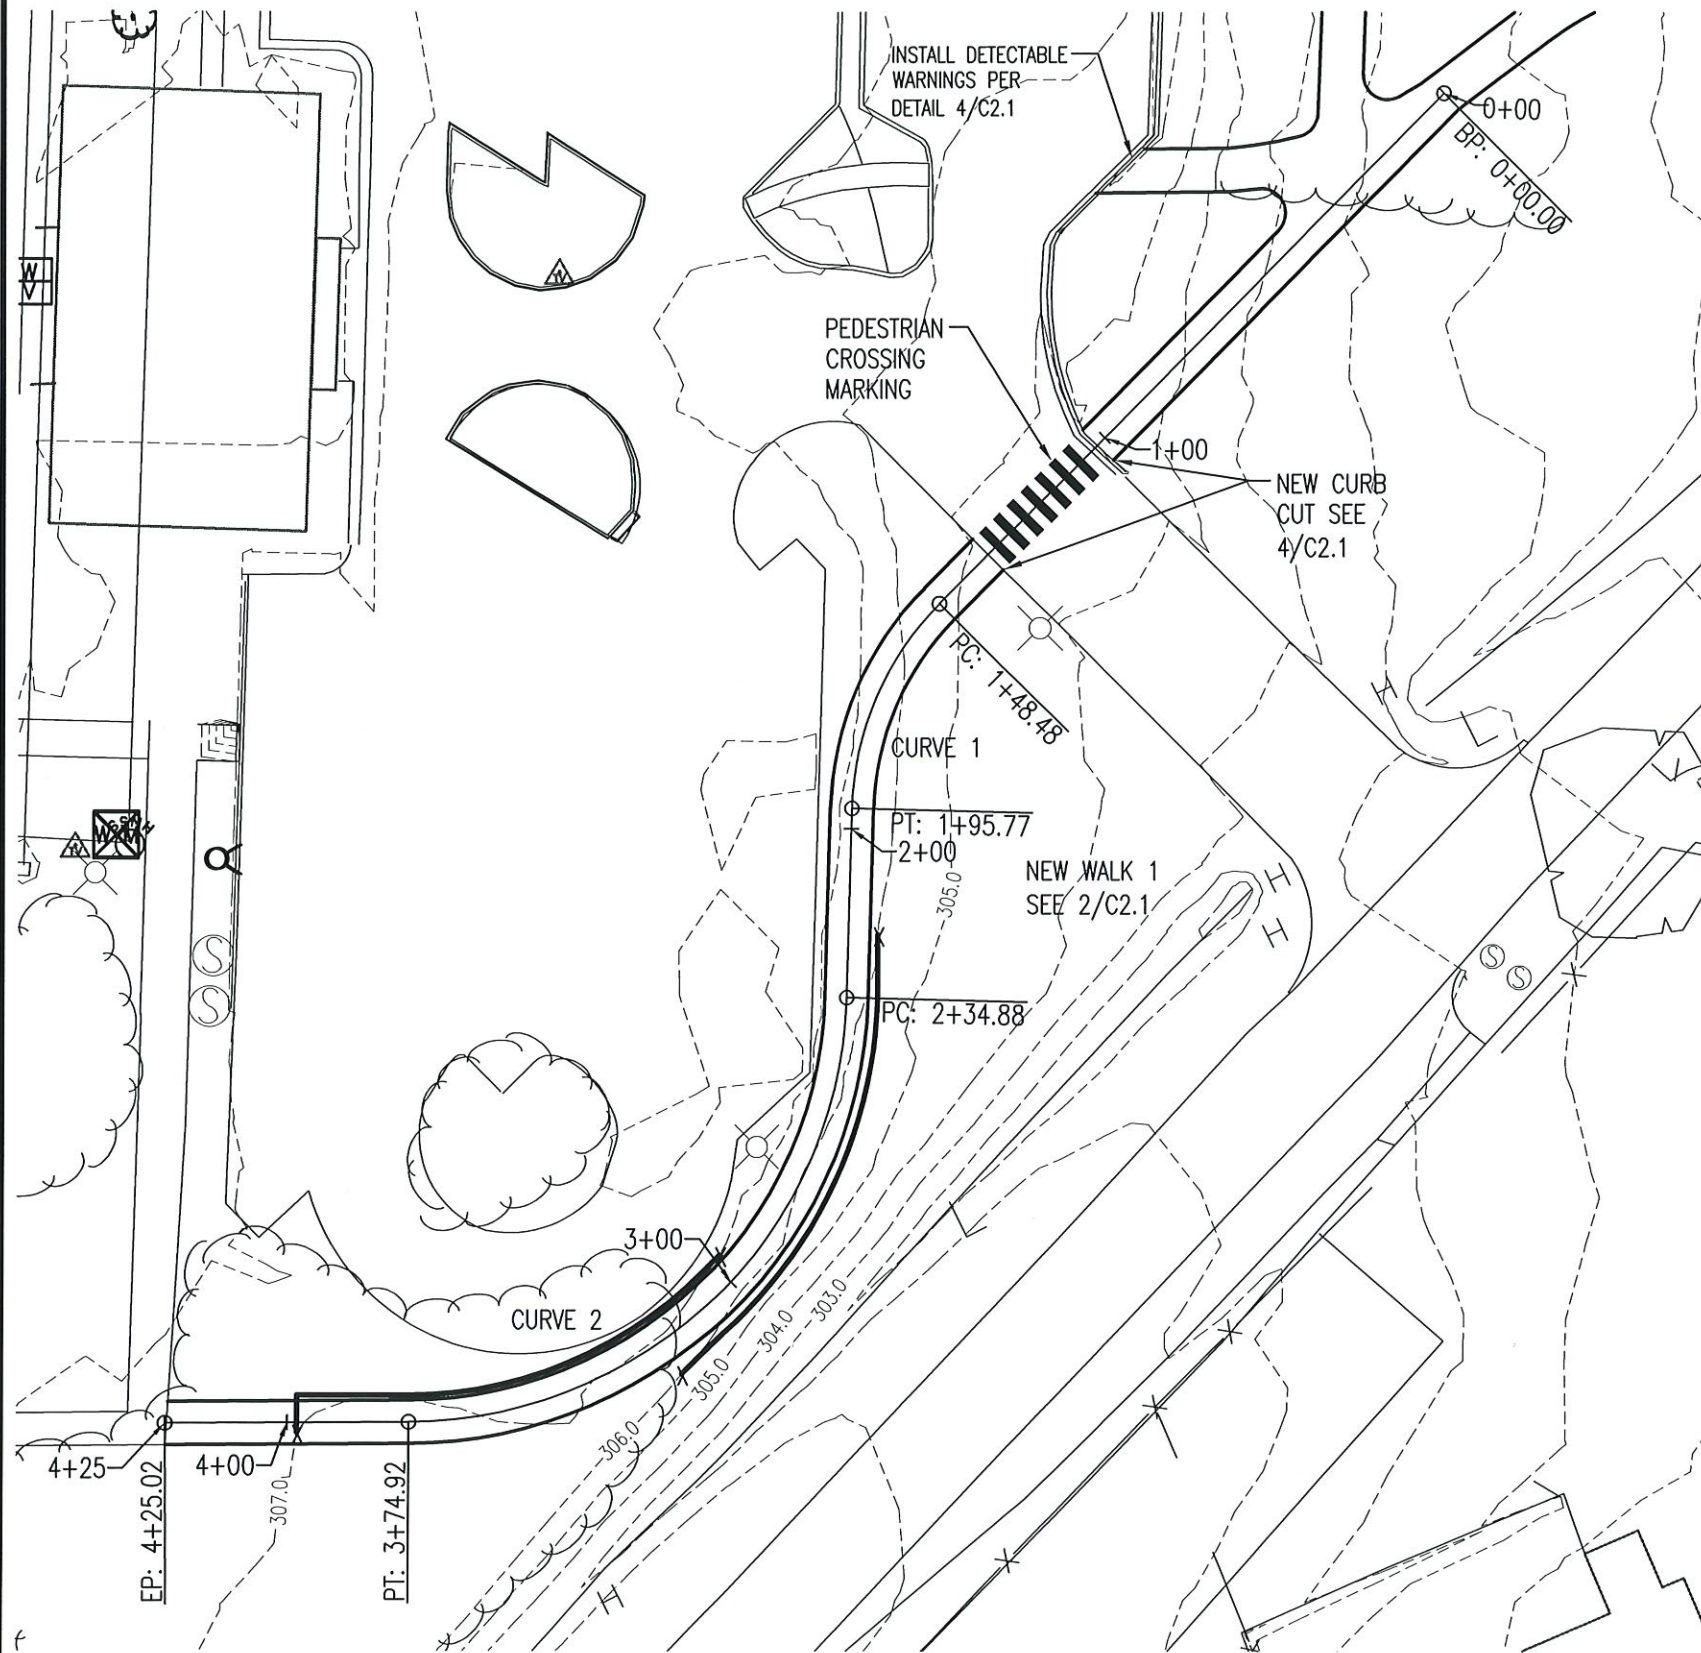 INSTALL DETECTABLE
WARNINGS PER
DETAIL 4/C2.1
0+00
BP: 0+00.00
W
V
PEDESTRIAN
CROSSING
MARKING
1+00
NEW CURB
CUT SEE
4/C2.1
PC: 1+48.48
CURVE 1
PT: 1+95.77
2+00
305.0
NEW WALK 1
SEE 2/C2.1
S
S
S
S
PC: 2+34.88
3+00
CURVE 2
303.0
304.0
305.0
306.0
307.0
4+25
4+00
EP: 4+25.02
PT: 3+74.92